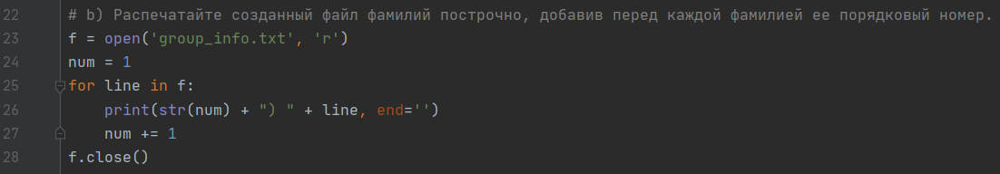 22 # b) Распечатайте созданный файл фамилий построчно, добавив перед каждой фамилией ее порядковый номер.
23 f = open('group_info.txt', 'r')
24 num = 1
25 for line in f:
26     print(str(num) + ") " + line, end='')
27     num += 1
28 f.close()